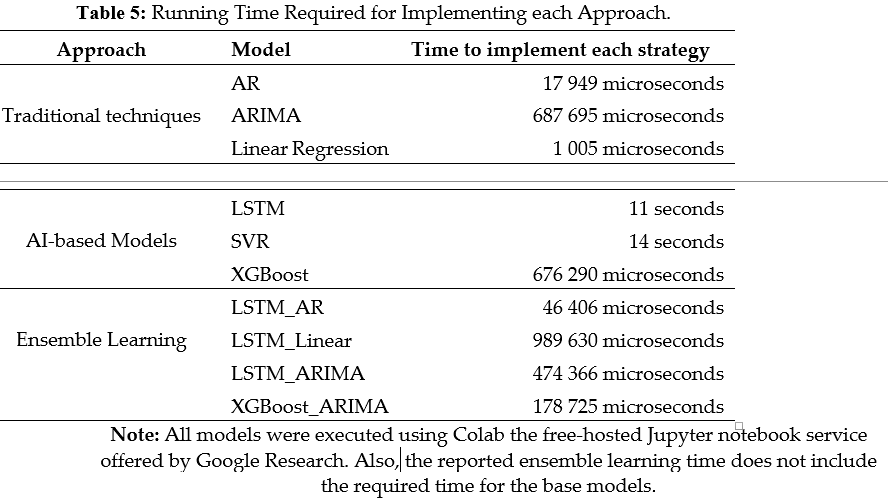 Table 5: Running Time Required for Implementing each Approach.
Approach Model Time to implement each strategy
AR 17 949 microseconds
Traditional techniques ARIMA 687 695 microseconds
Linear Regression 1 005 microseconds
LSTM 11 seconds
AI-based Models SVR 14 seconds
XGBoost 676 290 microseconds
LSTM_AR 46 406 microseconds
Ensemble Learning LSTM_Linear 989 630 microseconds
LSTM_ARIMA 474 366 microseconds
XGBoost_ARIMA 178 725 microseconds
Note: All models were executed using Colab the free-hosted Jupyter notebook service
offered by Google Research. Also, the reported ensemble learning time does not include
the required time for the base models.